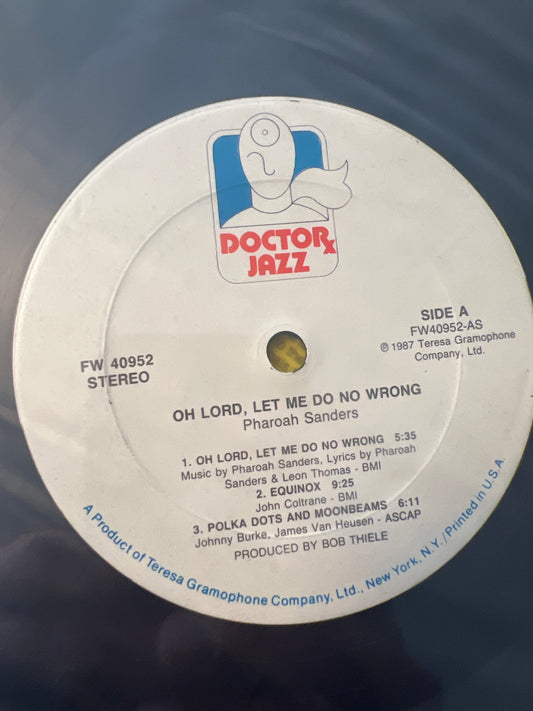 DOCTORx
JAZZ
FW 40952
STEREO
SIDE A
FW40952-AS
℗ 1987 Teresa Gramophone
Company, Ltd.
OH LORD, LET ME DO NO WRONG
Pharoah Sanders
1. OH LORD, LET ME DO NO WRONG 5:35
Music by Pharoah Sanders, Lyrics by Pharoah
Sanders & Leon Thomas - BMI
2. EQUINOX 9:25
John Coltrane - BMI
3. POLKA DOTS AND MOONBEAMS 6:11
Johnny Burke, James Van Heusen - ASCAP
PRODUCED BY BOB THIELE
A Product of Teresa Gramophone Company, Ltd., New York, N.Y./Printed in U.S.A.